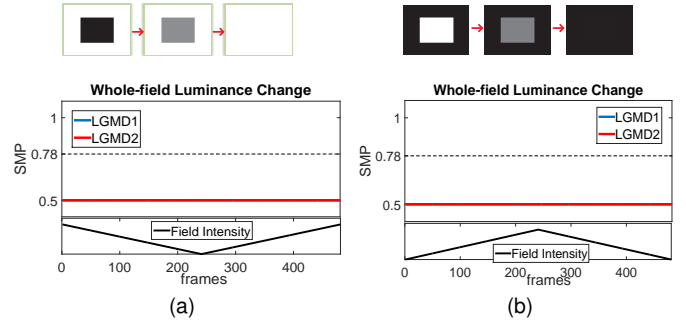 Whole-field Luminance Change
1
LGMD1
LGMD2
0.78
SMP
0.5
Field Intensity
0 100 200 300 400
frames
(a)
Whole-field Luminance Change
1
LGMD1
LGMD2
0.78
SMP
0.5
Field Intensity
0 100 200 300 400
frames
(b)